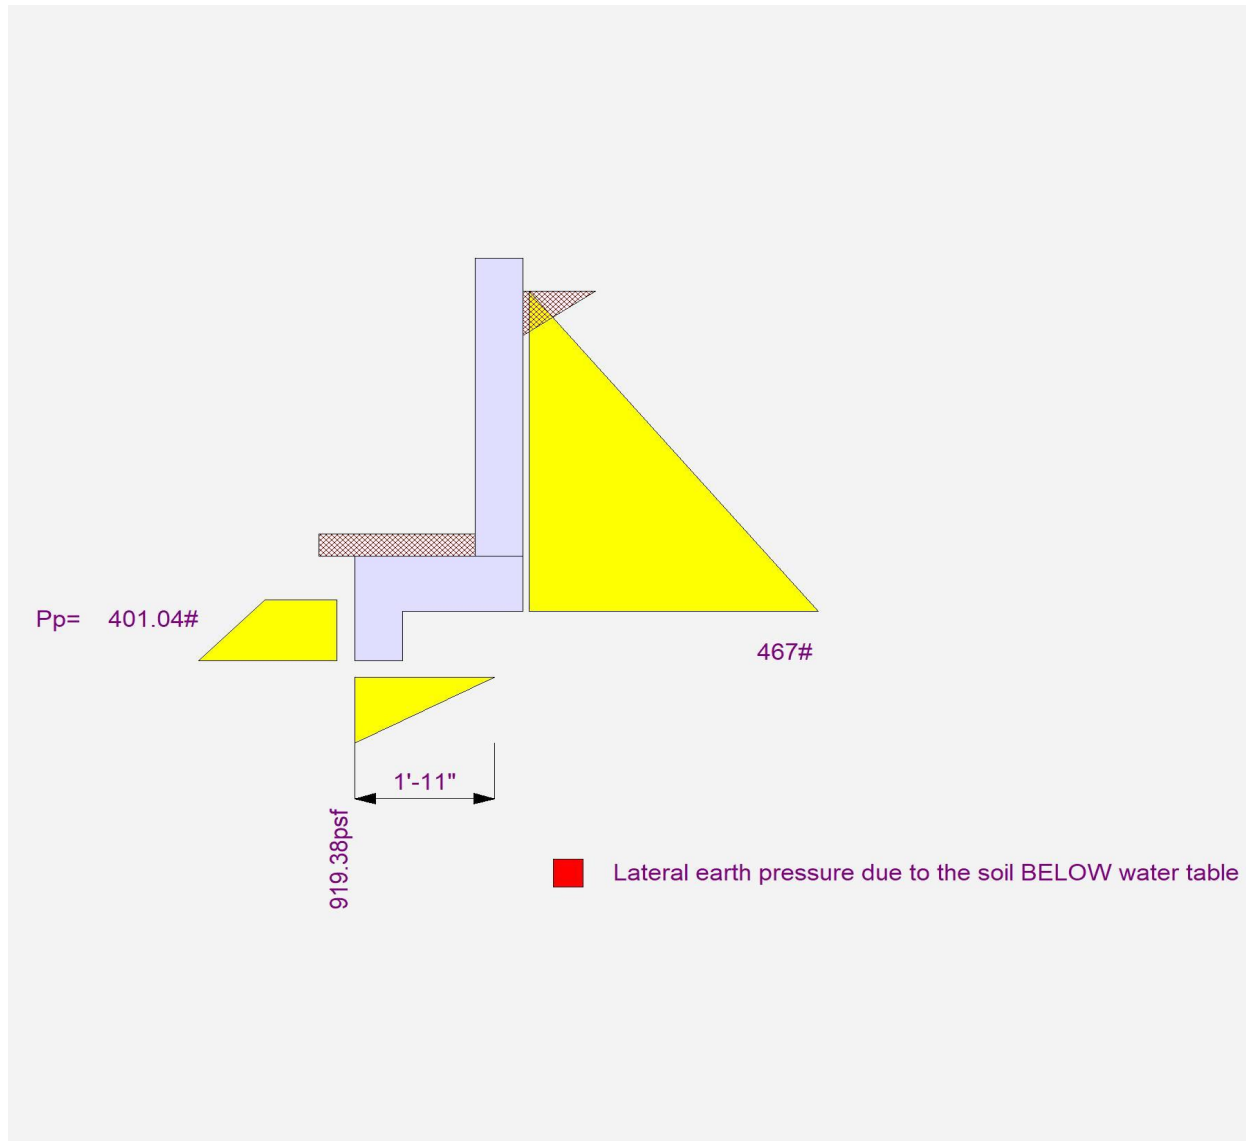 Pp= 401.04#
467#
1'-11"
919.38psf
Lateral earth pressure due to the soil BELOW water table